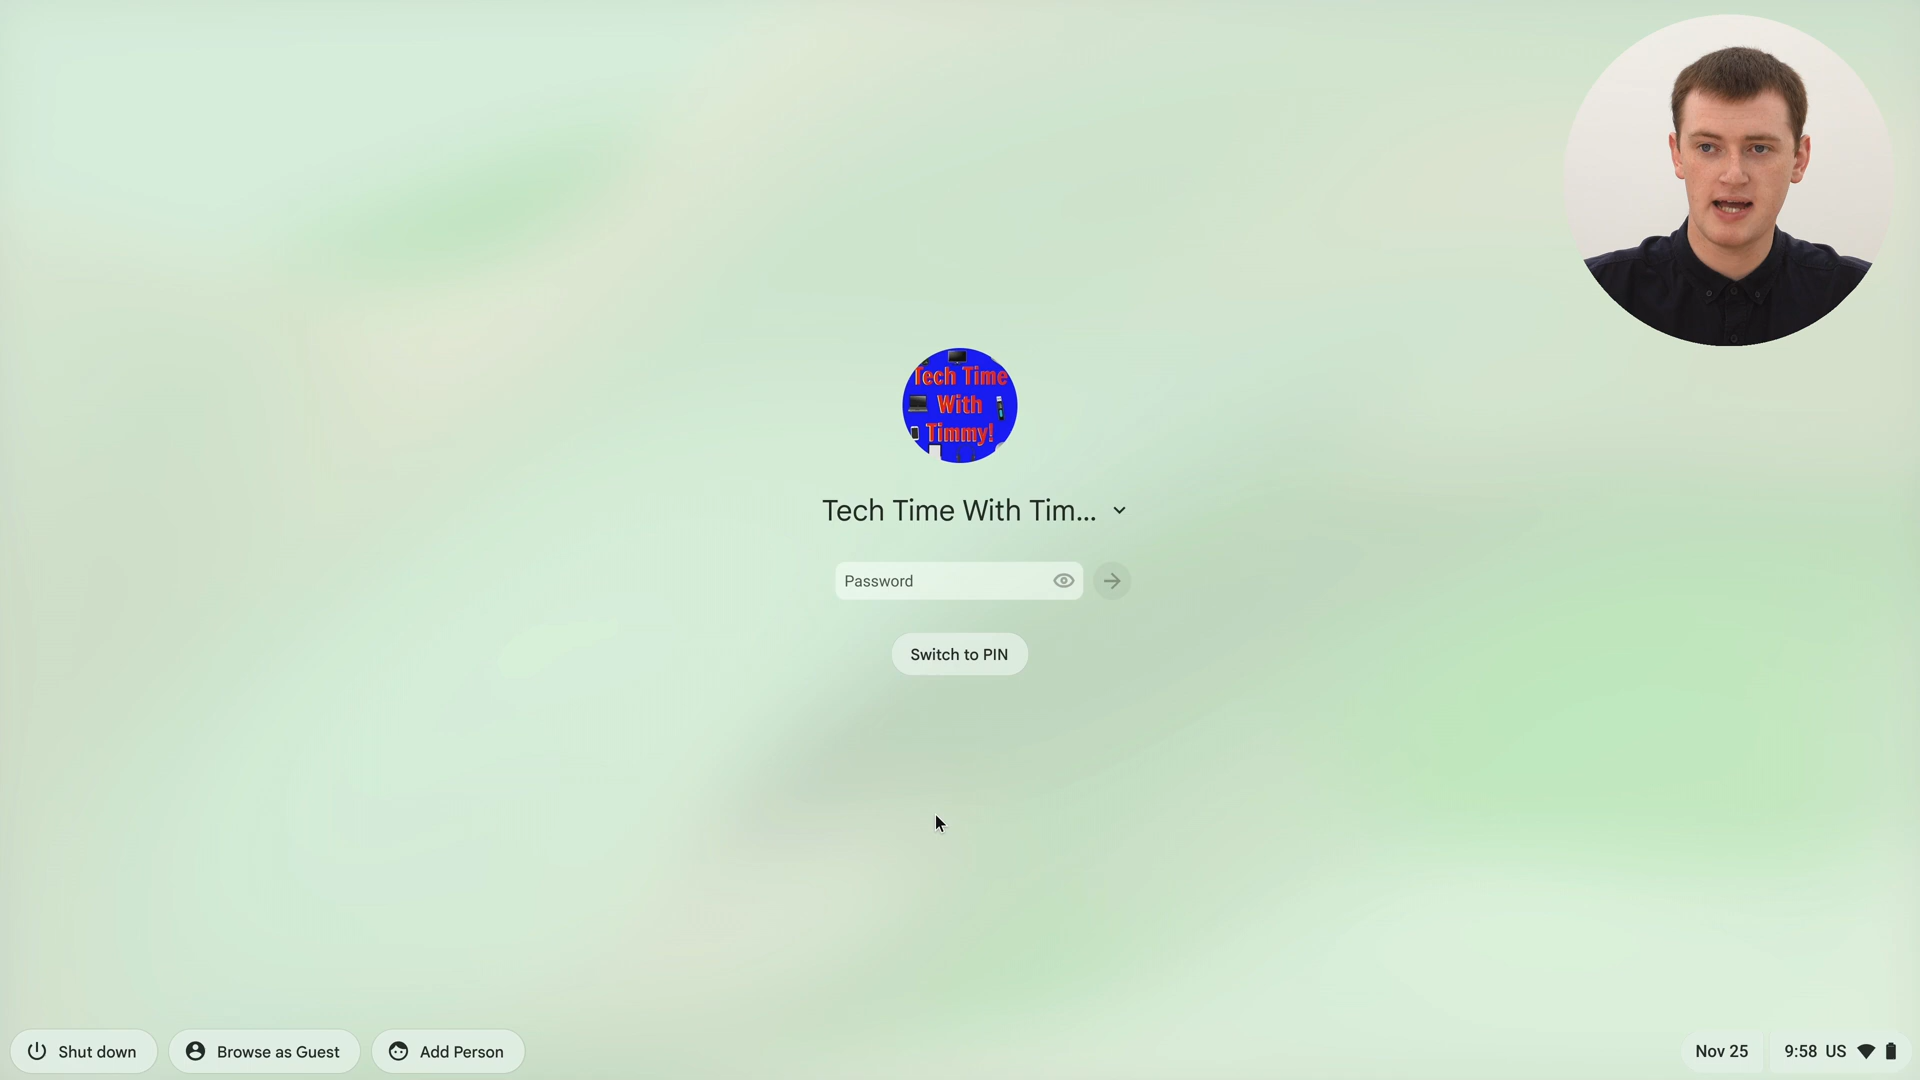 Tech Time
With
Timmy!
Tech Time With Tim...
Password
Switch to PIN
Shut down
Browse as Guest
Add Person
Nov 25
9:58 US